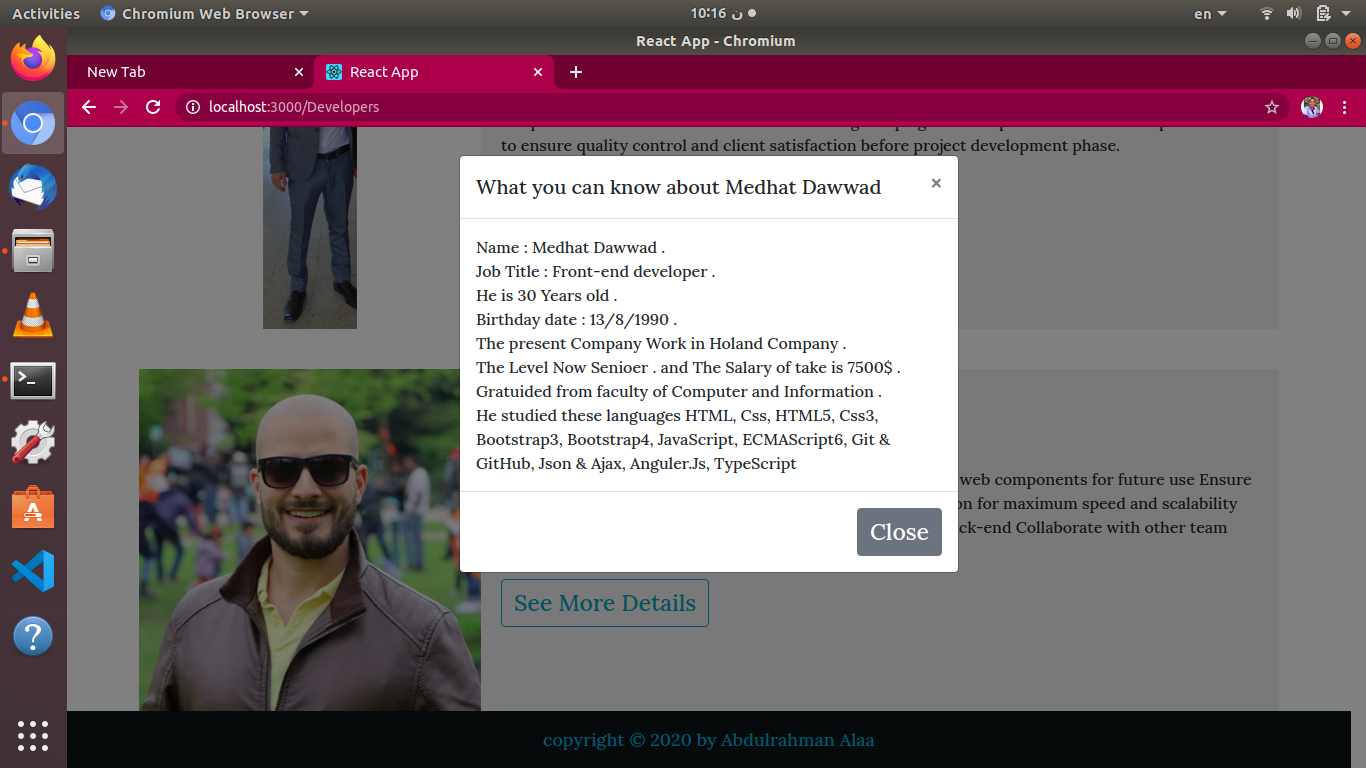 Activities
Chromium Web Browser
10:16 ن
en
React App - Chromium
New Tab
React App
localhost:3000/Developers
to ensure quality control and client satisfaction before project development phase.
What you can know about Medhat Dawwad
×
Name : Medhat Dawwad .
Job Title : Front-end developer .
He is 30 Years old .
Birthday date : 13/8/1990 .
The present Company Work in Holand Company .
The Level Now Senioer . and The Salary of take is 7500$ .
Gratuided from faculty of Computer and Information .
He studied these languages HTML, Css, HTML5, Css3,
Bootstrap3, Bootstrap4, JavaScript, ECMAScript6, Git &
GitHub, Json & Ajax, Anguler.Js, TypeScript
Close
web components for future use Ensure
for maximum speed and scalability
Collaborate with other team
See More Details
copyright © 2020 by Abdulrahman Alaa